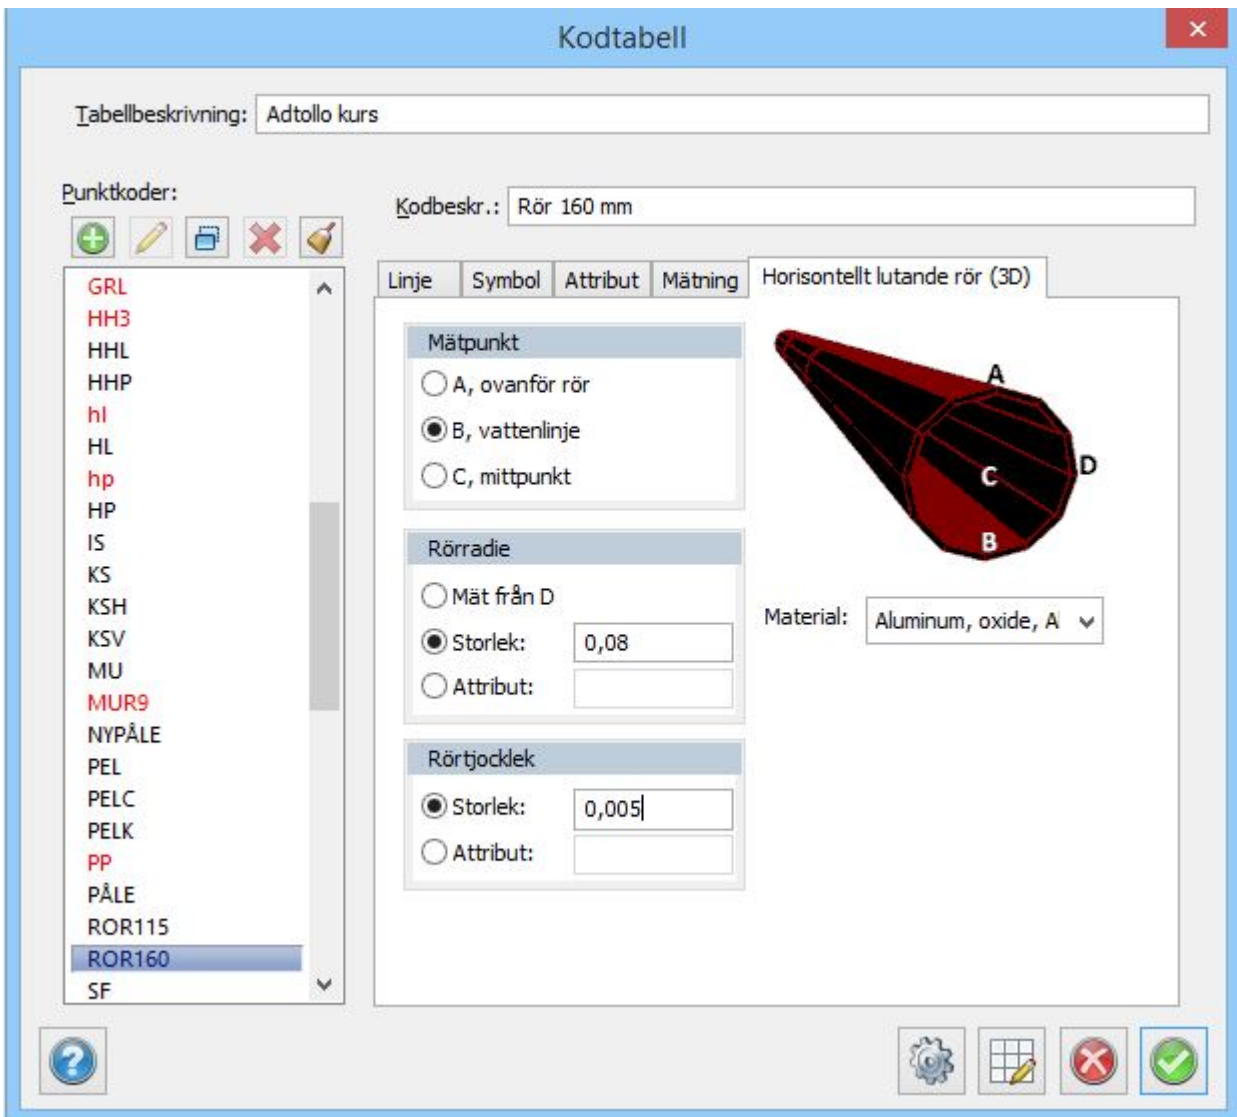 Kodtabell
Tabellbeskrivning: Adtollo kurs
Punktkoder:
Kodbeskr.: Rör 160 mm
GRL
HH3
HHL
HHP
hl
HL
hp
HP
IS
KS
KSH
KSV
MU
MUR9
NYPÅLE
PEL
PELC
PELK
PP
PÅLE
ROR115
ROR160
SF
Linje Symbol Attribut Mätning Horisontellt lutande rör (3D)
Mätpunkt
A, ovanför rör
B, vattenlinje
C, mittpunkt
Rörradie
Mät från D
Storlek: 0,08
Attribut:
Rörtjocklek
Storlek: 0,005
Attribut:
A
D
C
B
Material: Aluminum, oxide, A